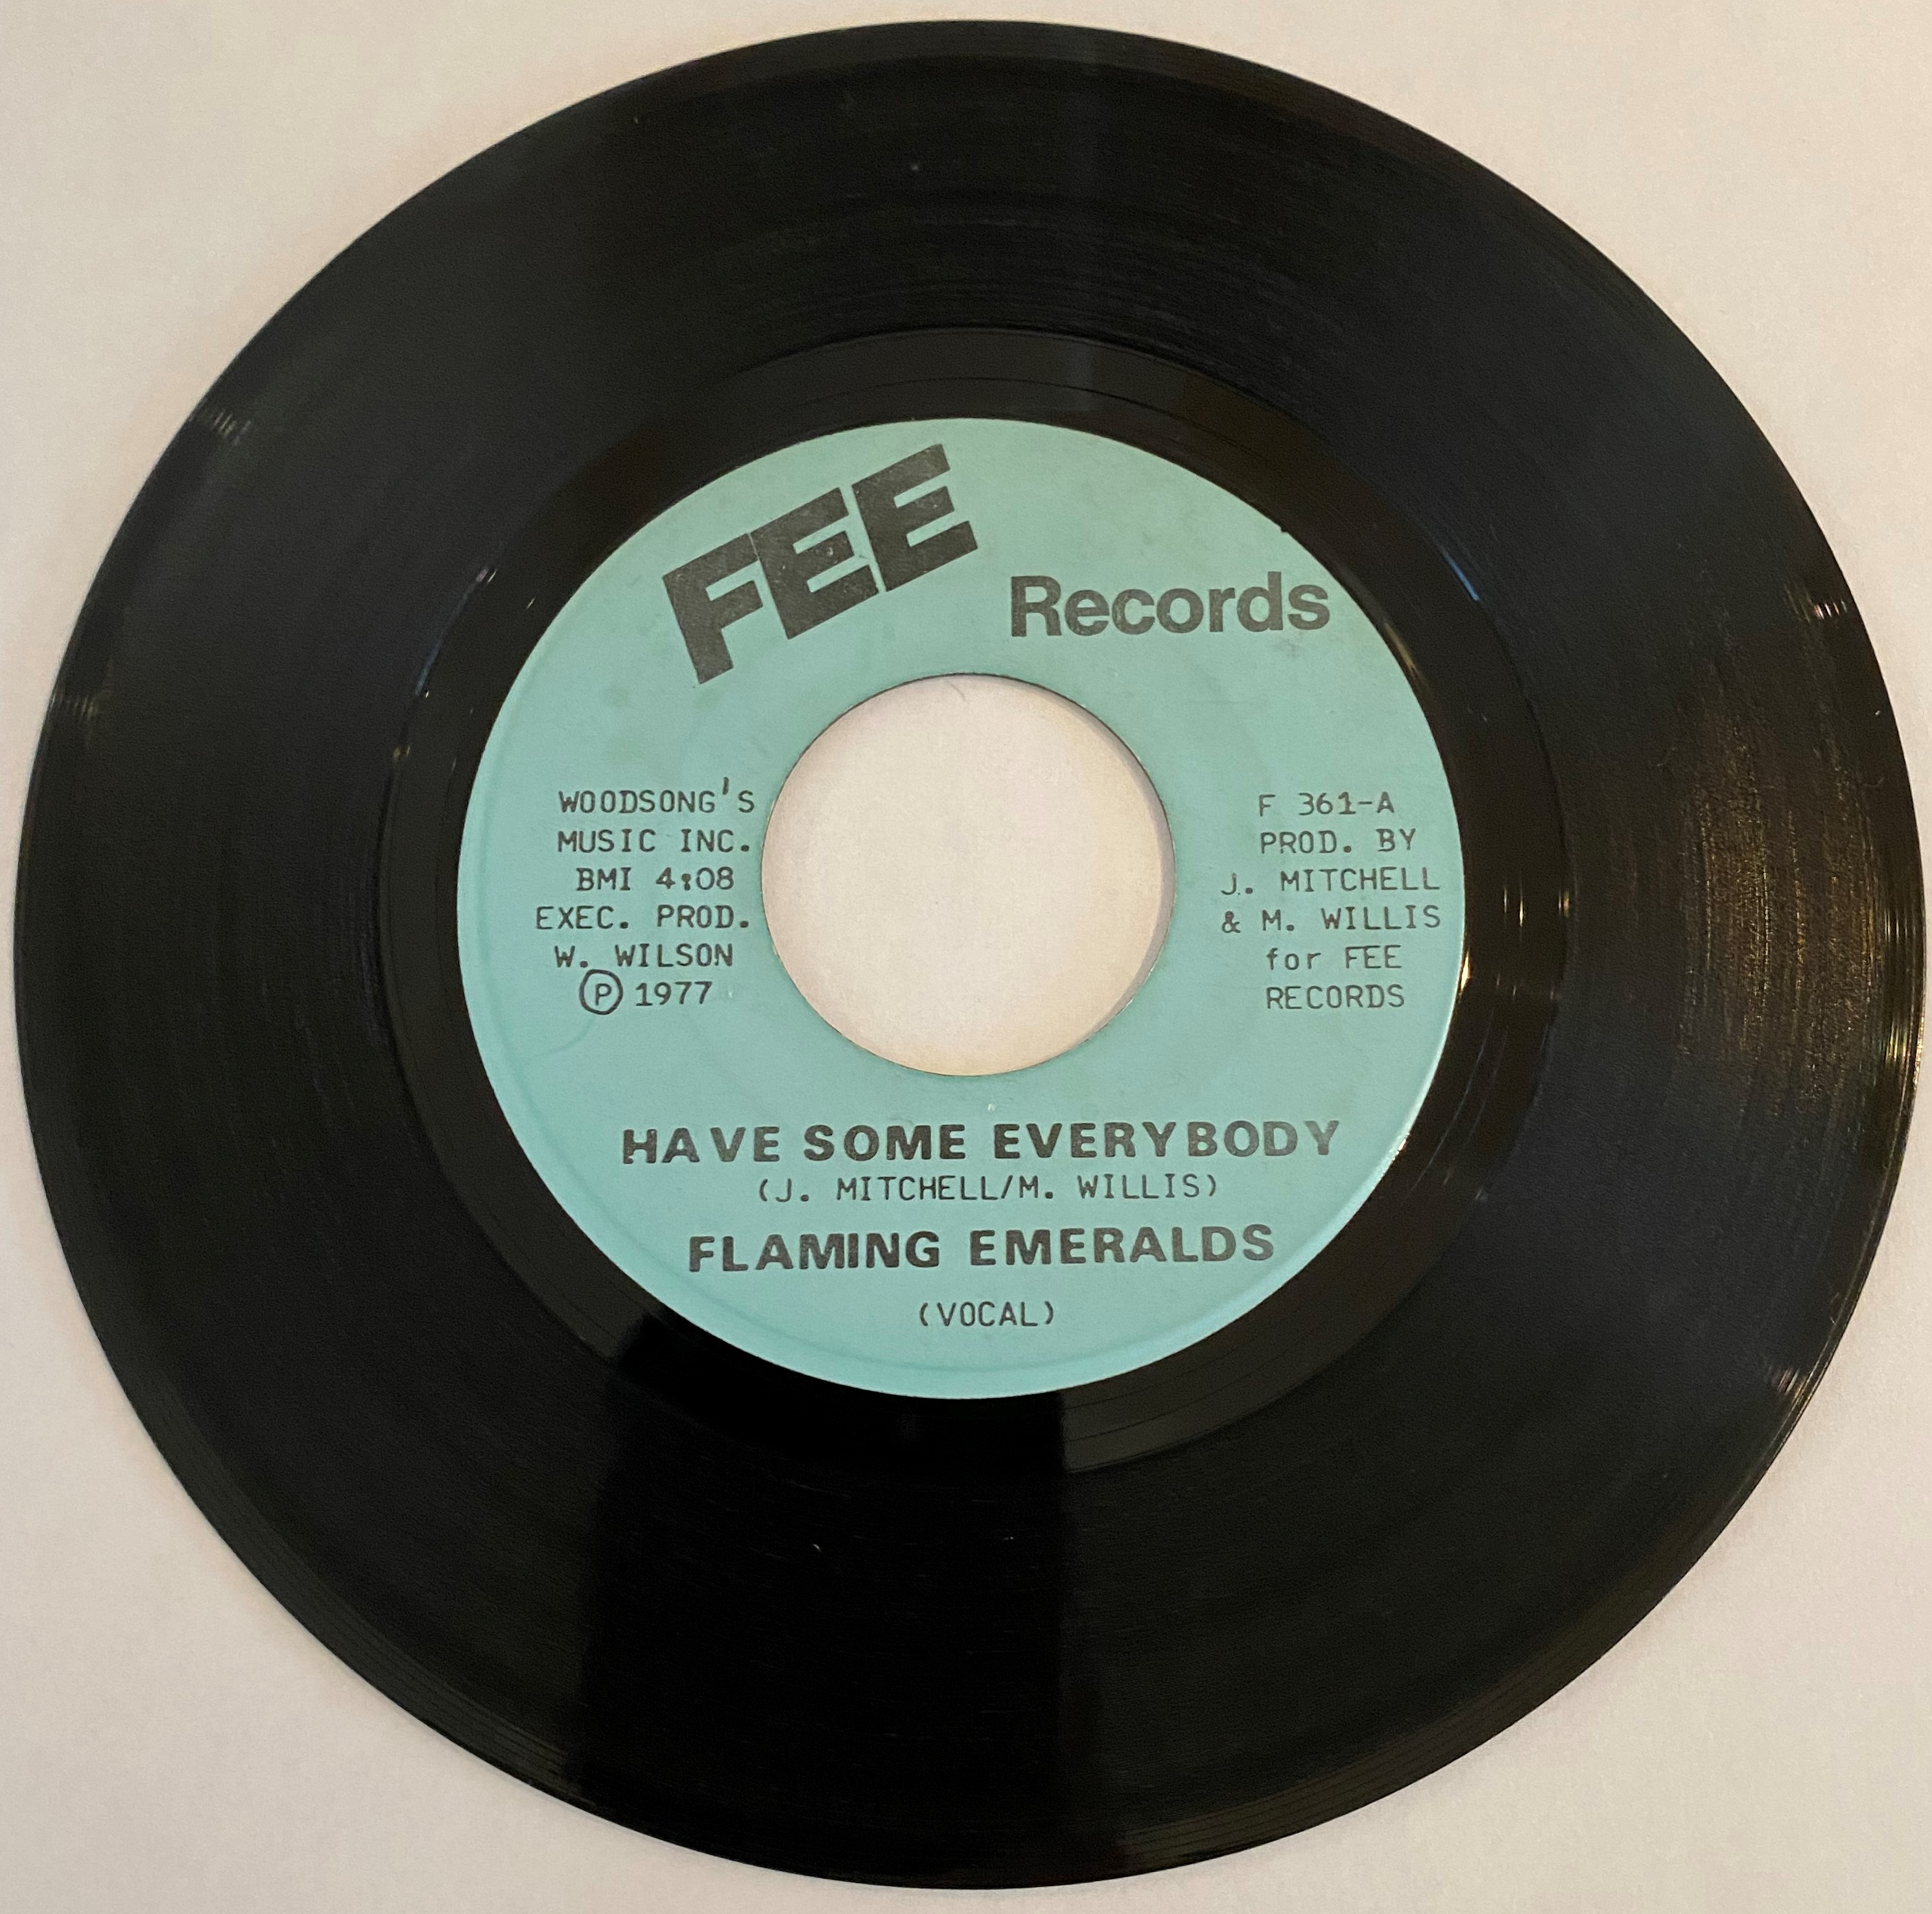 FEE
Records
WOODSONG'S
MUSIC INC.
BMI 4:08
EXEC. PROD.
W. WILSON
Ⓟ 1977
F 361-A
PROD. BY
J. MITCHELL
& M. WILLIS
for FEE
RECORDS
HAVE SOME EVERYBODY
(J. MITCHELL/M. WILLIS)
FLAMING EMERALDS
(VOCAL)